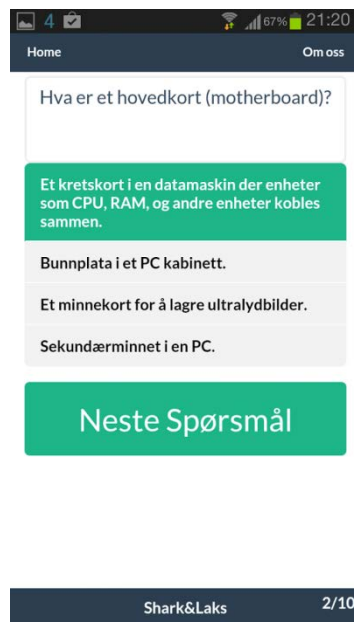 4 67% 21:20
Home Om oss
Hva er et hovedkort (motherboard)?
Et kretskort i en datamaskin der enheter
som CPU, RAM, og andre enheter kobles
sammen.
Bunnplata i et PC kabinett.
Et minnekort for å lagre ultralydbilder.
Sekundærminnet i en PC.
Neste Spørsmål
Shark&Laks 2/10